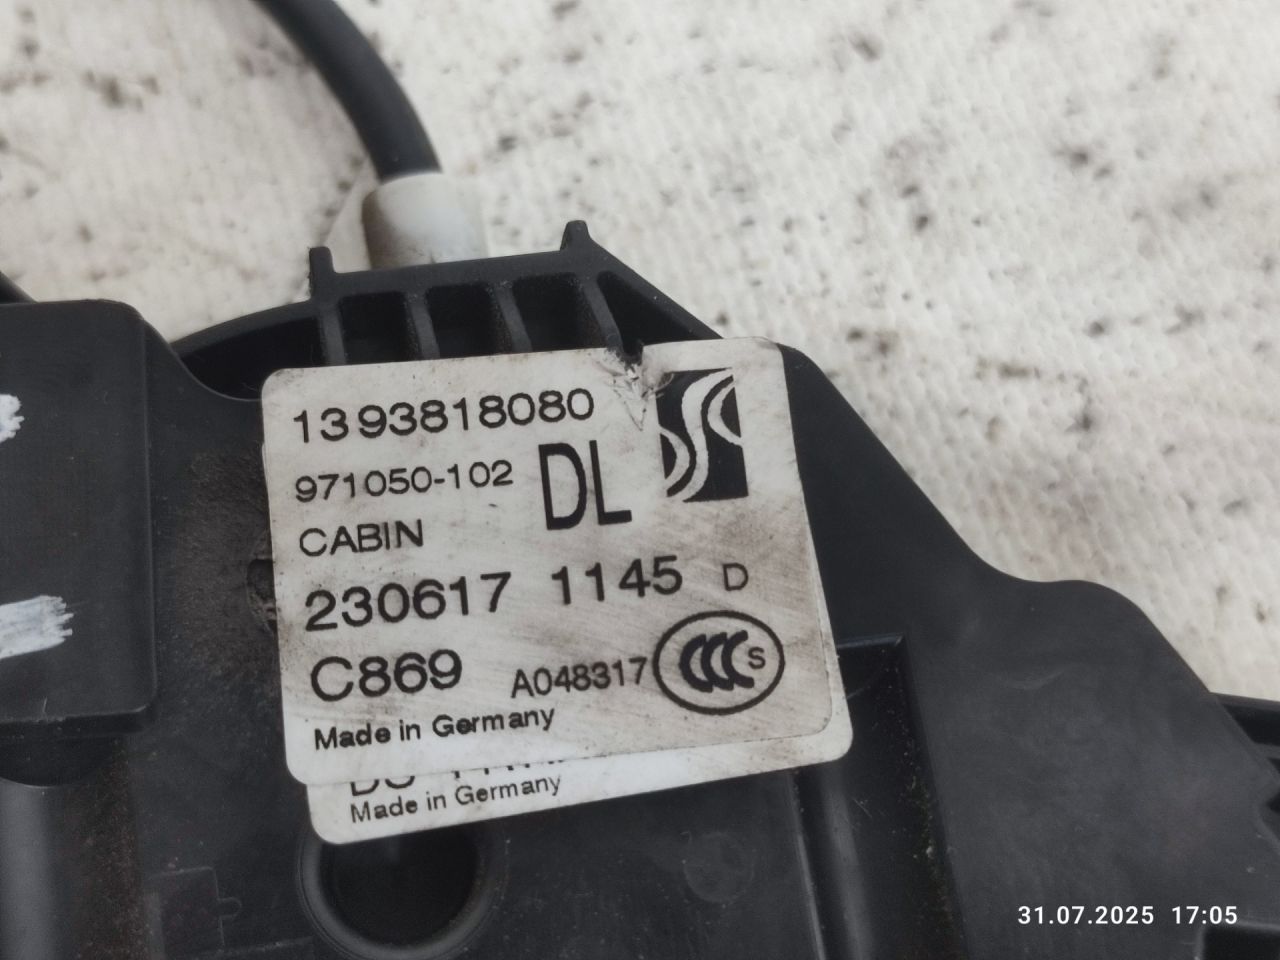 1393818080
971050-102 DL
CABIN
230617 1145 D
C869 A048317 CCC S
Made in Germany
Made in Germany
31.07.2025 17:05